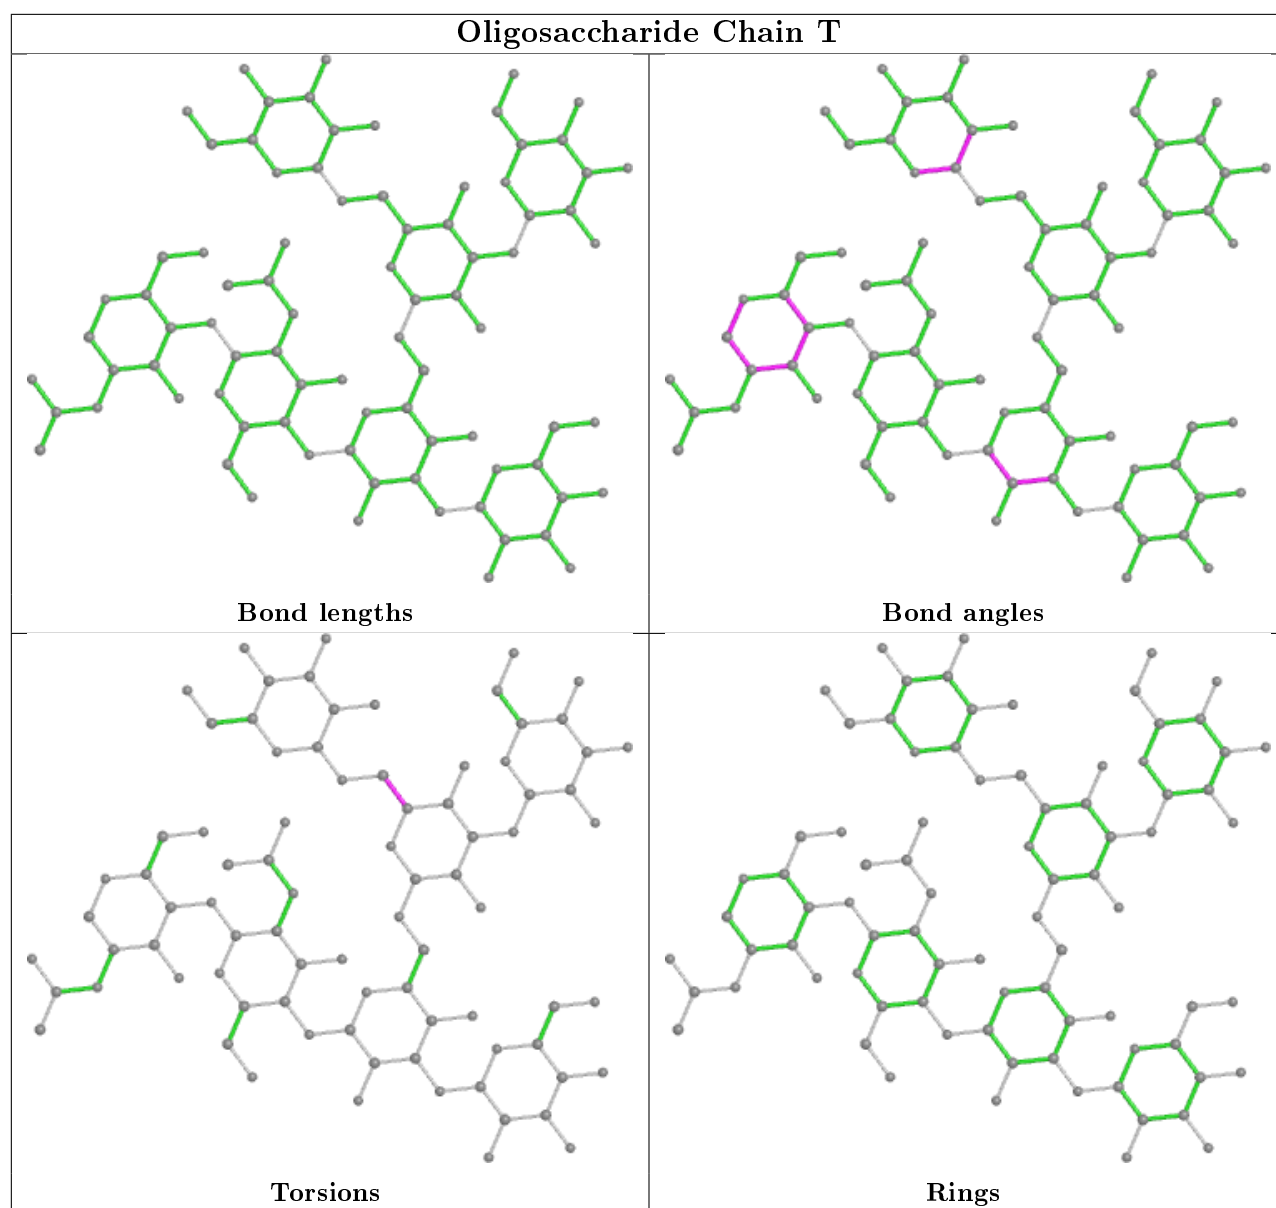 Oligosaccharide Chain T
Bond lengths
Bond angles
Torsions
Rings